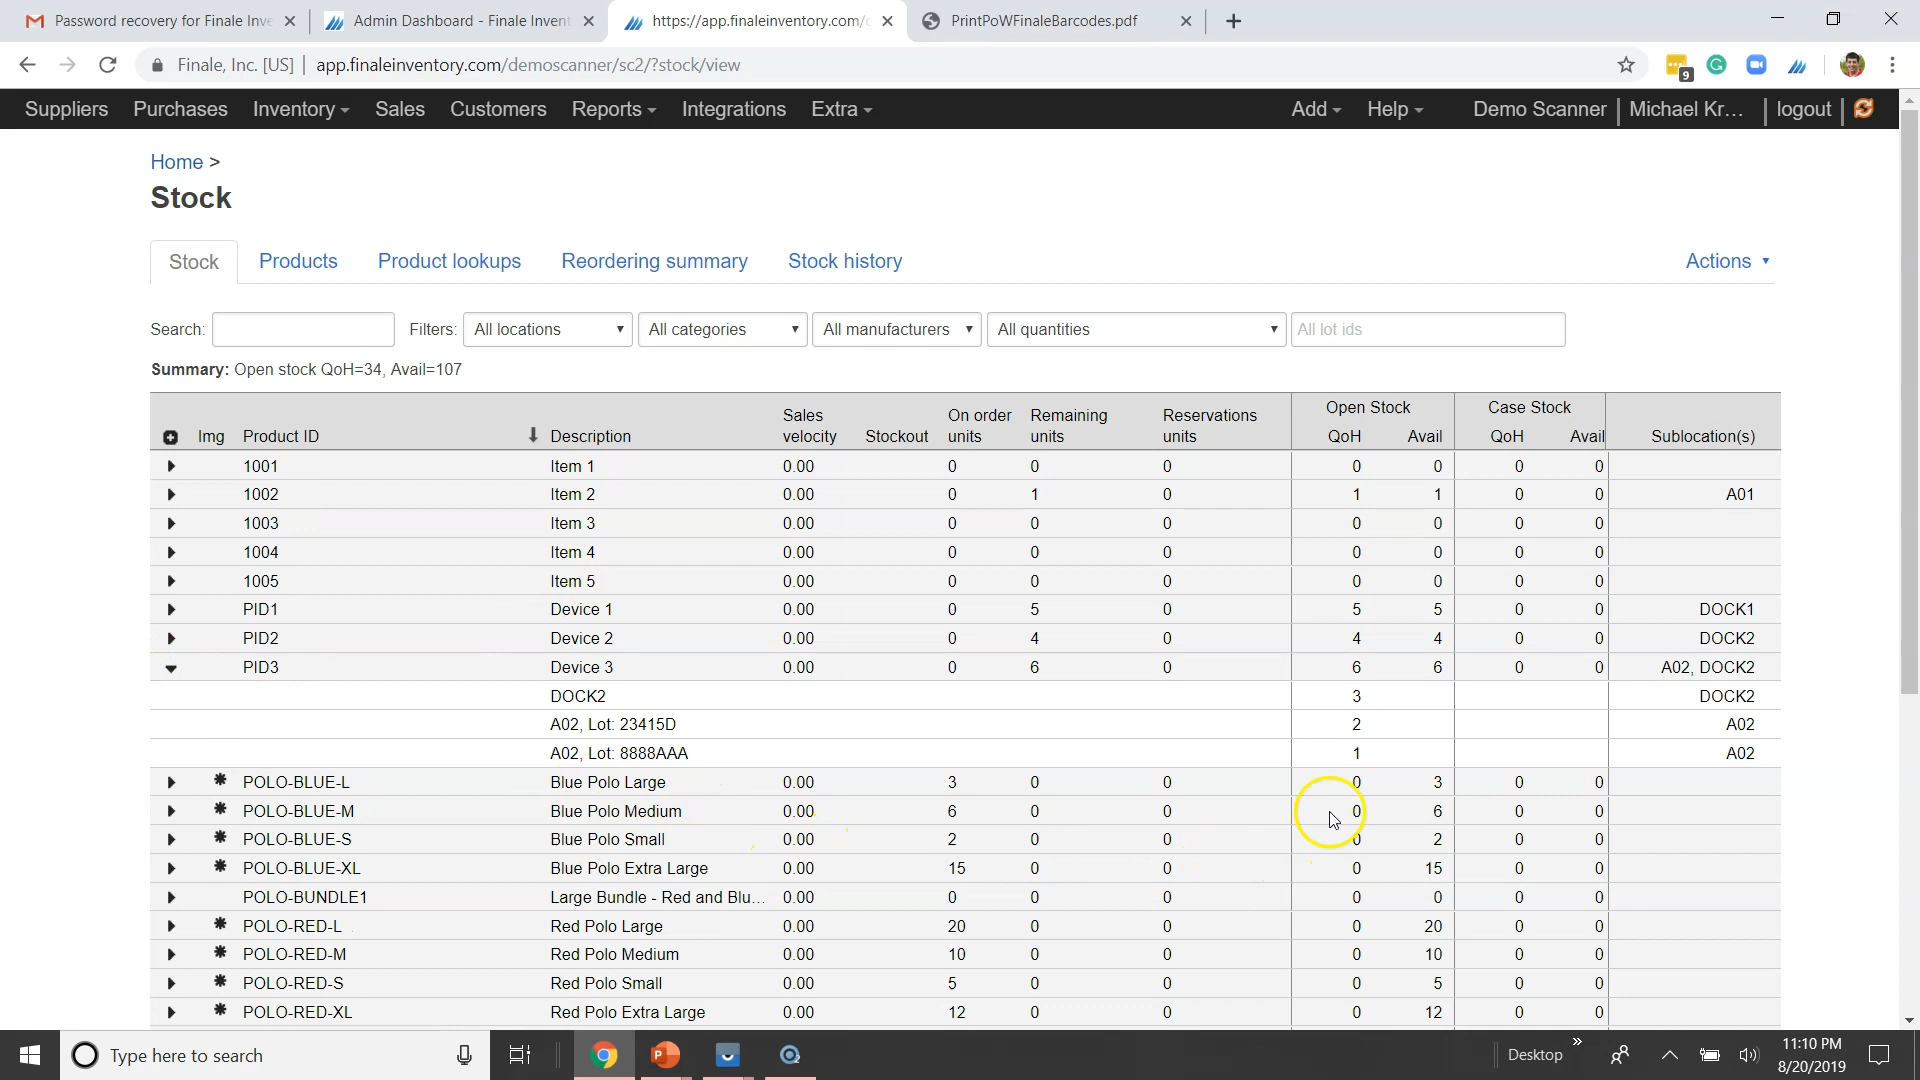 Password recovery for Finale Inve
Admin Dashboard - Finale Invent
https://app.finaleinventory.com/d
PrintPoWFinaleBarcodes.pdf
Finale, Inc. [US] | app.finaleinventory.com/demoscanner/sc2/?stock/view
9
Suppliers Purchases Inventory Sales Customers Reports Integrations Extra Add Help Demo Scanner Michael Kr... logout
Home >
Stock
Stock Products Product lookups Reordering summary Stock history Actions
Search: Filters: All locations All categories All manufacturers All quantities All lot ids
Summary: Open stock QoH=34, Avail=107
Sales On order Remaining Reservations Open Stock Case Stock
Img Product ID Description velocity Stockout units units units QoH Avail QoH Avail Sublocation(s)
1001 Item 1 0.00 0 0 0 0 0 0 0
1002 Item 2 0.00 0 1 0 1 1 0 0 A01
1003 Item 3 0.00 0 0 0 0 0 0 0
1004 Item 4 0.00 0 0 0 0 0 0 0
1005 Item 5 0.00 0 0 0 0 0 0 0
PID1 Device 1 0.00 0 5 0 5 5 0 0 DOCK1
PID2 Device 2 0.00 0 4 0 4 4 0 0 DOCK2
PID3 Device 3 0.00 0 6 0 6 6 0 0 A02, DOCK2
DOCK2 3 DOCK2
A02, Lot: 23415D 2 A02
A02, Lot: 8888AAA 1 A02
POLO-BLUE-L Blue Polo Large 0.00 3 0 0 0 3 0 0
POLO-BLUE-M Blue Polo Medium 0.00 6 0 0 0 6 0 0
POLO-BLUE-S Blue Polo Small 0.00 2 0 0 0 2 0 0
POLO-BLUE-XL Blue Polo Extra Large 0.00 15 0 0 0 15 0 0
POLO-BUNDLE1 Large Bundle - Red and Blu... 0.00 0 0 0 0 0 0 0
POLO-RED-L Red Polo Large 0.00 20 0 0 0 20 0 0
POLO-RED-M Red Polo Medium 0.00 10 0 0 0 10 0 0
POLO-RED-S Red Polo Small 0.00 5 0 0 0 5 0 0
POLO-RED-XL Red Polo Extra Large 0.00 12 0 0 0 12 0 0
Type here to search
Desktop
11:10 PM
8/20/2019